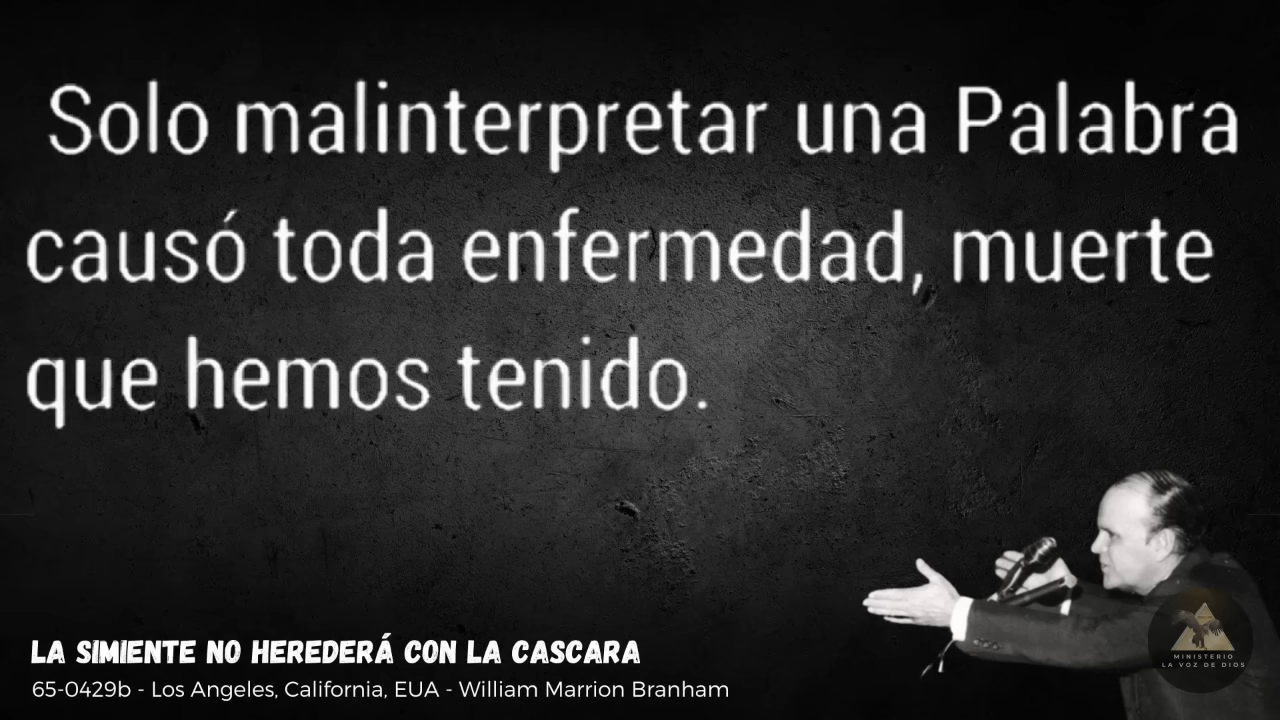 Solo malinterpretar una Palabra
causó toda enfermedad, muerte
que hemos tenido.
LA SIMIENTE NO HEREDERÁ CON LA CASCARA
65-0429b - Los Angeles, California, EUA - William Marrion Branham
MINISTERIO
LA VOZ DE DIOS